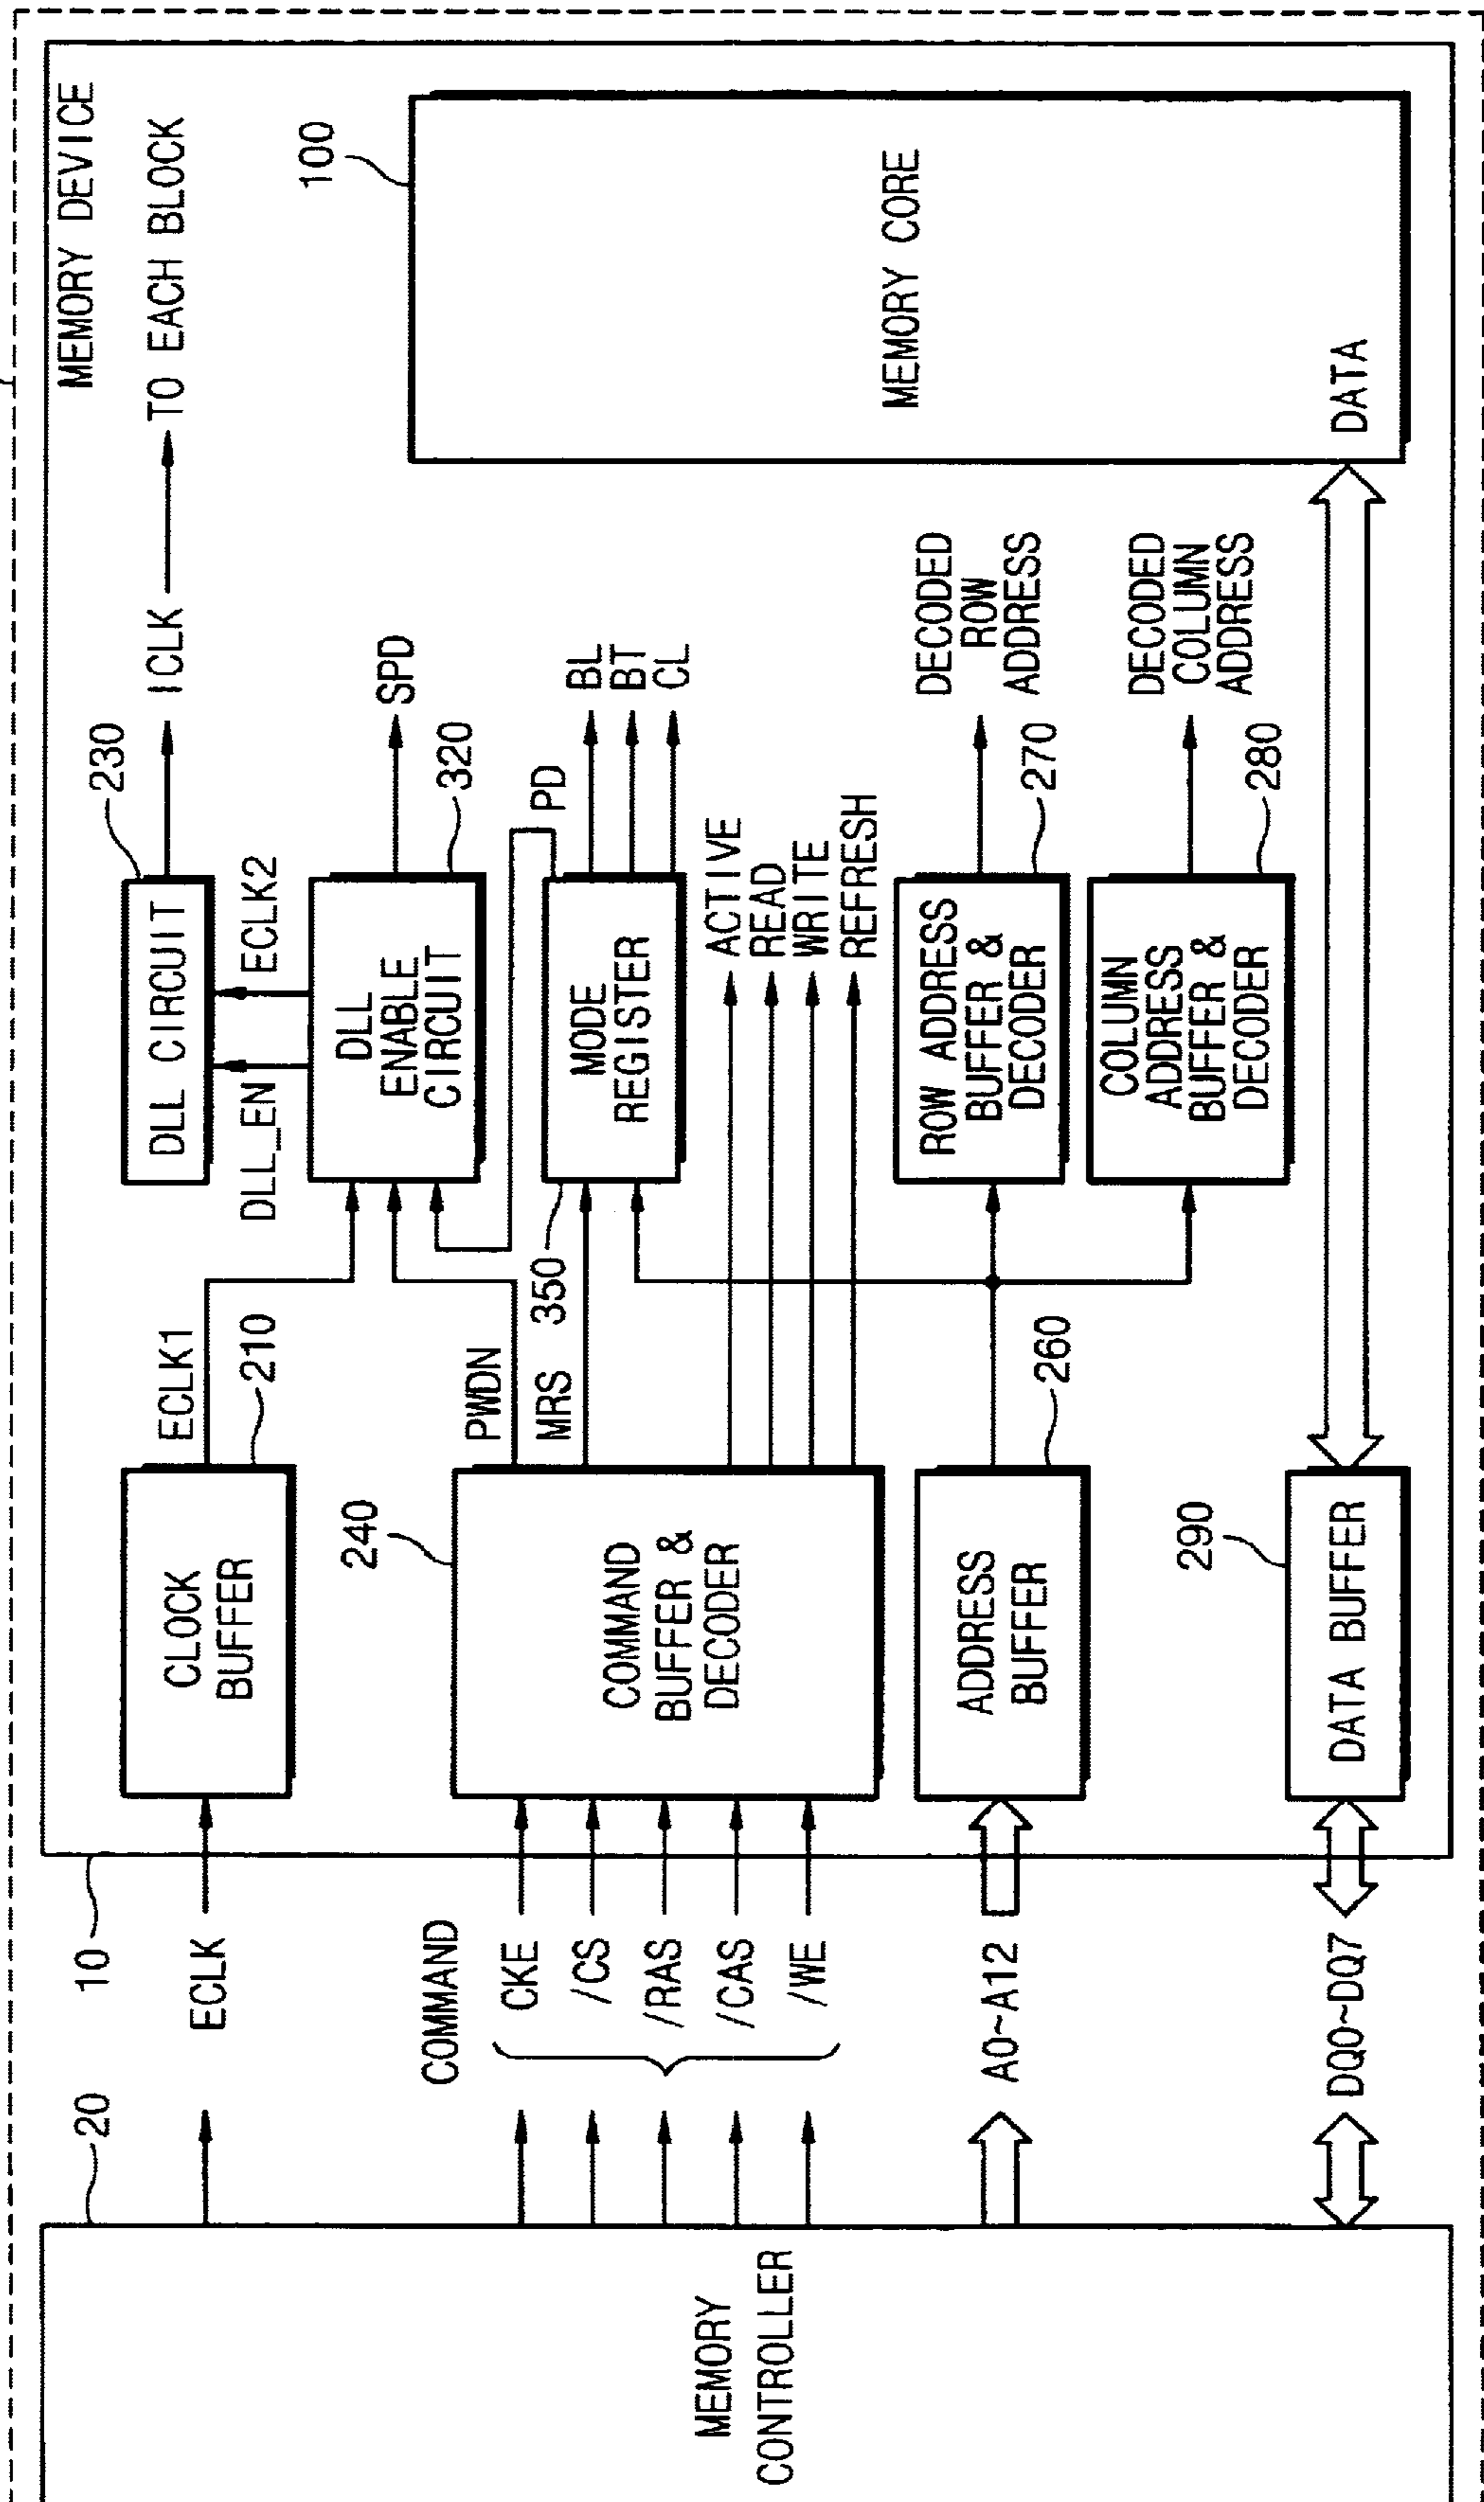 MEMORY
CONTROLLER
20
10
MEMORY DEVICE
ECLK
COMMAND
CKE
/CS
/RAS
/CAS
/WE
A0~A12
DQ0~DQ7
CLOCK
BUFFER
210
ECLK1
240
COMMAND
BUFFER &
DECODER
PWDN
MRS
ADDRESS
BUFFER
260
DATA BUFFER
290
DLL CIRCUIT
230
DLL_EN
ECLK2
ICLK
TO EACH BLOCK
DLL
ENABLE
CIRCUIT
320
SPD
PD
350
MODE
REGISTER
BL
BT
CL
ACTIVE
READ
WRITE
REFRESH
ROW ADDRESS
BUFFER &
DECODER
270
DECODED
ROW
ADDRESS
COLUMN
ADDRESS
BUFFER &
DECODER
280
DECODED
COLUMN
ADDRESS
100
MEMORY CORE
DATA